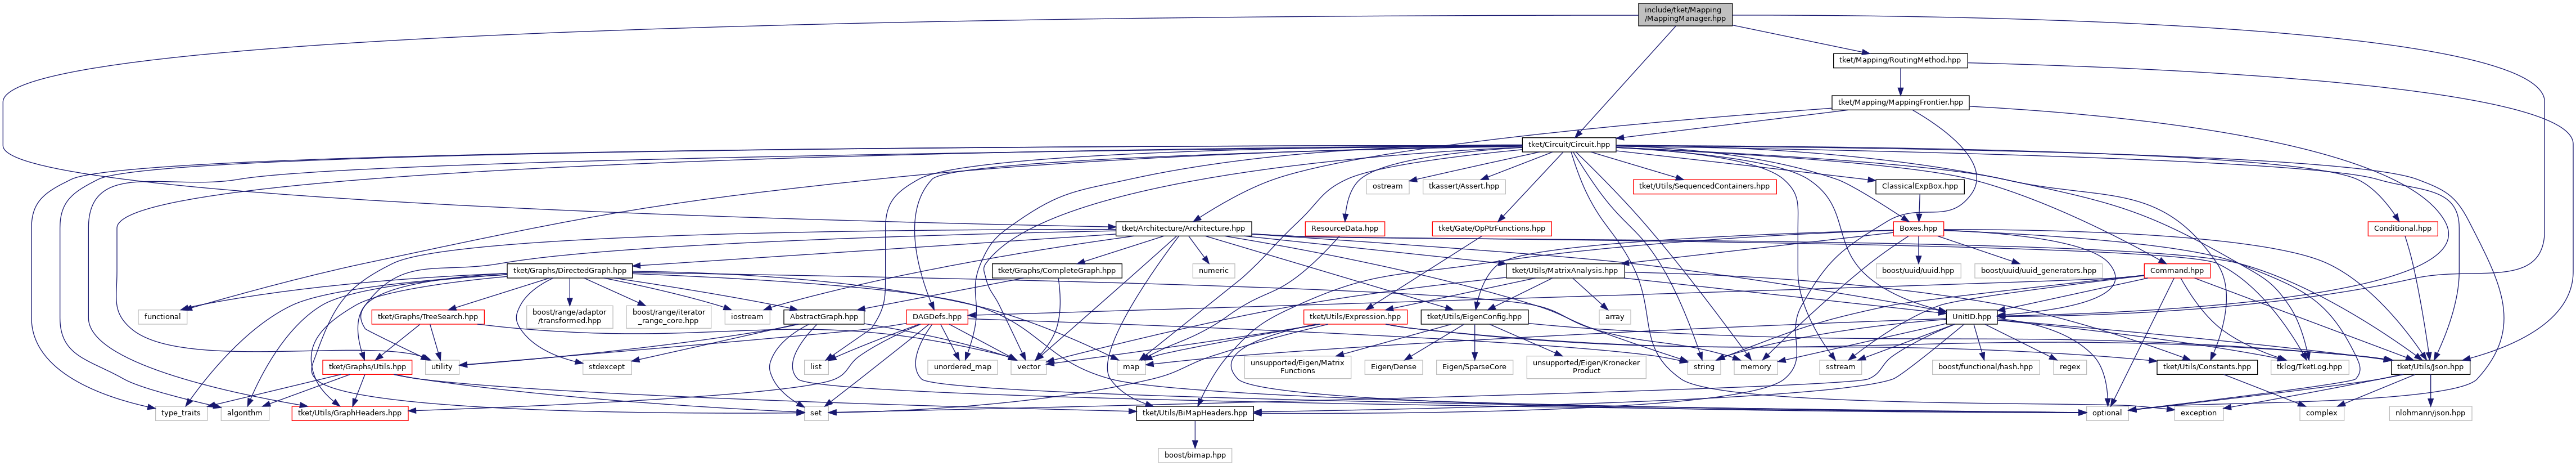 include/tket/Mapping
/MappingManager.hpp
tket/Mapping/RoutingMethod.hpp
tket/Mapping/MappingFrontier.hpp
tket/Circuit/Circuit.hpp
ostream
tkassert/Assert.hpp
tket/Utils/SequencedContainers.hpp
ClassicalExpBox.hpp
tket/Architecture/Architecture.hpp
ResourceData.hpp
tket/Gate/OpPtrFunctions.hpp
Boxes.hpp
Conditional.hpp
tket/Graphs/DirectedGraph.hpp
tket/Graphs/CompleteGraph.hpp
numeric
tket/Utils/MatrixAnalysis.hpp
boost/uuid/uuid.hpp
boost/uuid/uuid_generators.hpp
Command.hpp
functional
tket/Graphs/TreeSearch.hpp
boost/range/adaptor
/transformed.hpp
boost/range/iterator
_range_core.hpp
iostream
AbstractGraph.hpp
DAGDefs.hpp
tket/Utils/Expression.hpp
tket/Utils/EigenConfig.hpp
array
UnitID.hpp
tket/Graphs/Utils.hpp
utility
stdexcept
list
unordered_map
vector
map
unsupported/Eigen/Matrix
Functions
Eigen/Dense
Eigen/SparseCore
unsupported/Eigen/Kronecker
Product
string
memory
sstream
tket/Utils/Constants.hpp
boost/functional/hash.hpp
regex
tklog/TketLog.hpp
tket/Utils/Json.hpp
type_traits
algorithm
tket/Utils/GraphHeaders.hpp
set
tket/Utils/BiMapHeaders.hpp
optional
exception
complex
nlohmann/json.hpp
boost/bimap.hpp